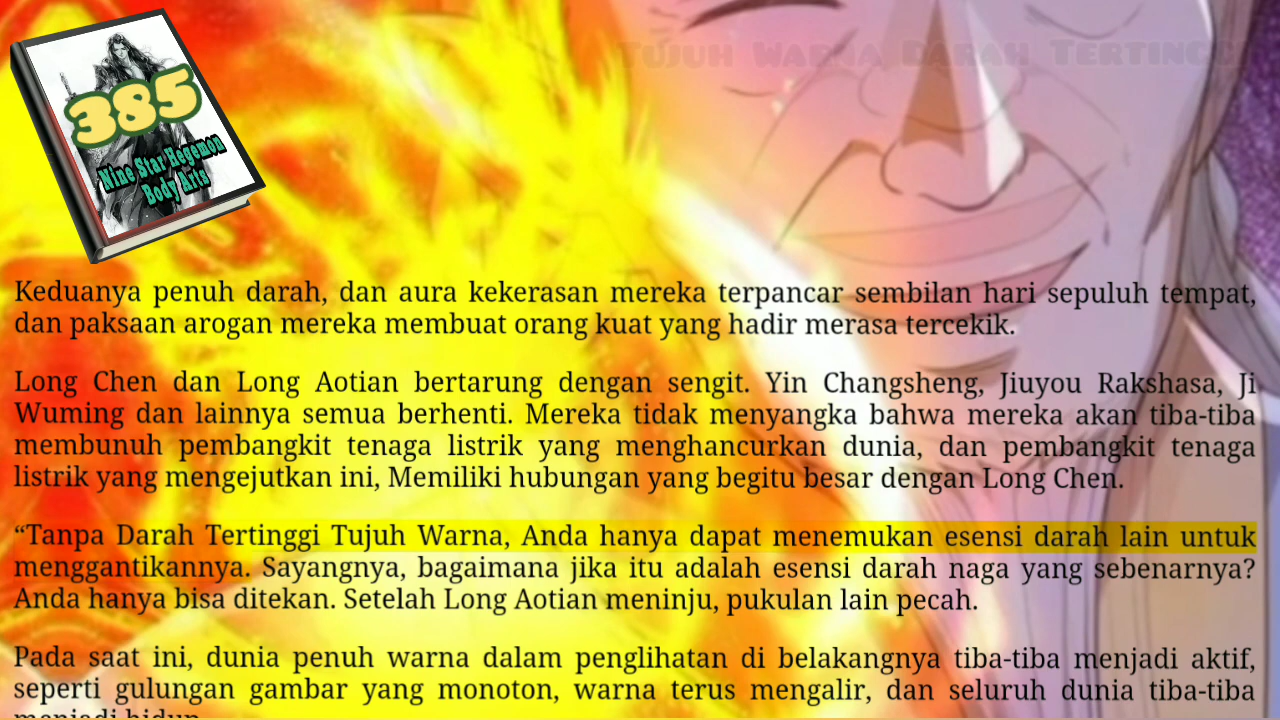 Tujuh Warna Darah Tertinggi
385
Nine Star Hegemon
Body Arts
Keduanya penuh darah, dan aura kekerasan mereka terpancar sembilan hari sepuluh tempat,
dan paksaan arogan mereka membuat orang kuat yang hadir merasa tercekik.
Long Chen dan Long Aotian bertarung dengan sengit. Yin Changsheng, Jiuyou Rakshasa, Ji
Wuming dan lainnya semua berhenti. Mereka tidak menyangka bahwa mereka akan tiba-tiba
membunuh pembangkit tenaga listrik yang menghancurkan dunia, dan pembangkit tenaga
listrik yang mengejutkan ini, Memiliki hubungan yang begitu besar dengan Long Chen.
“Tanpa Darah Tertinggi Tujuh Warna, Anda hanya dapat menemukan esensi darah lain untuk
menggantikannya. Sayangnya, bagaimana jika itu adalah esensi darah naga yang sebenarnya?
Anda hanya bisa ditekan. Setelah Long Aotian meninju, pukulan lain pecah.
Pada saat ini, dunia penuh warna dalam penglihatan di belakangnya tiba-tiba menjadi aktif,
seperti gulungan gambar yang monoton, warna terus mengalir, dan seluruh dunia tiba-tiba
menjadi hidup.